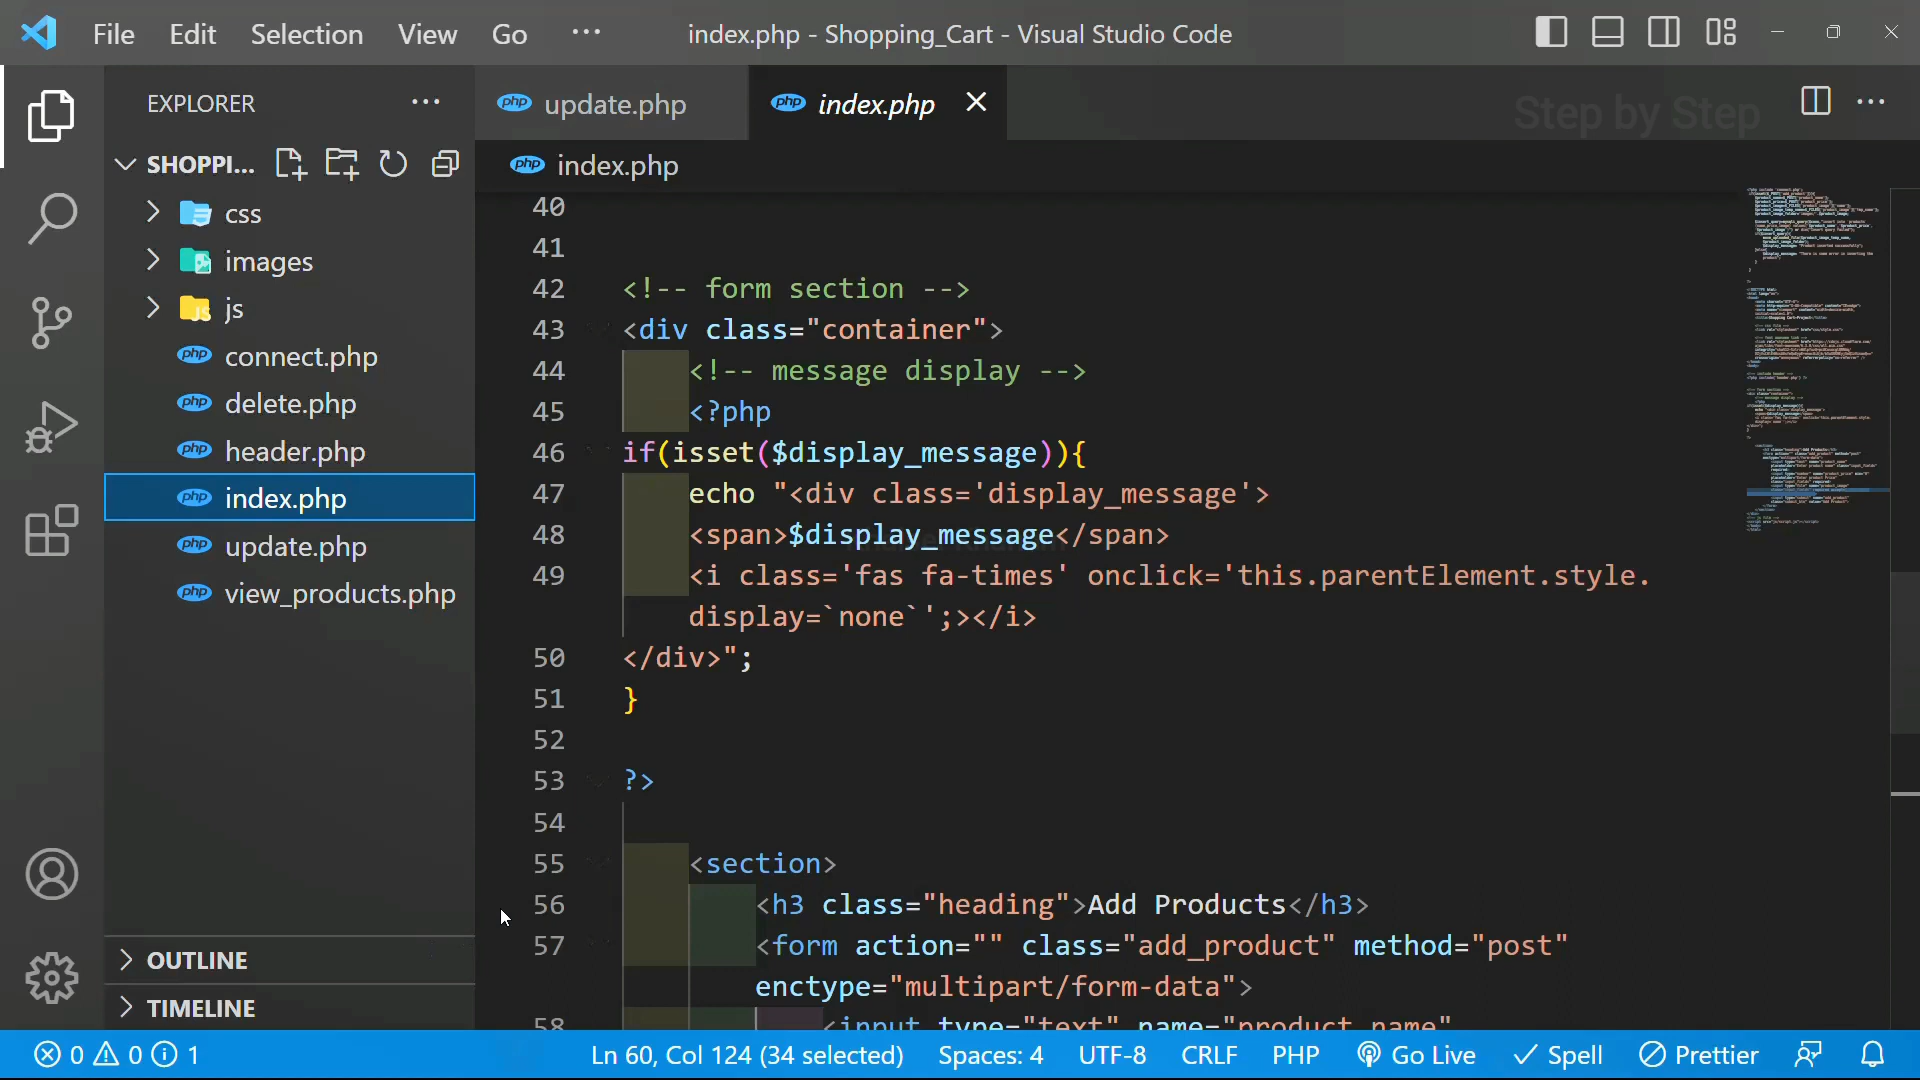 File Edit Selection View Go ··· index.php - Shopping_Cart - Visual Studio Code
EXPLORER ···
update.php
index.php
Step by Step
SHOPPI...
index.php
css
images
js
connect.php
delete.php
header.php
index.php
update.php
view_products.php
OUTLINE
TIMELINE
40
41
42 <!-- form section -->
43 <div class="container">
44 <!-- message display -->
45 <?php
46 if(isset($display_message)){
47 echo "<div class='display_message'>
48 <span>$display_message</span>
49 <i class='fas fa-times' onclick='this.parentElement.style.
display=`none`';></i>
50 </div>";
51 }
52
53 ?>
54
55 <section>
56 <h3 class="heading">Add Products</h3>
57 <form action="" class="add_product" method="post"
enctype="multipart/form-data">
58 <input type="text" name="product_name"
0 0 1 Ln 60, Col 124 (34 selected) Spaces: 4 UTF-8 CRLF PHP Go Live Spell Prettier